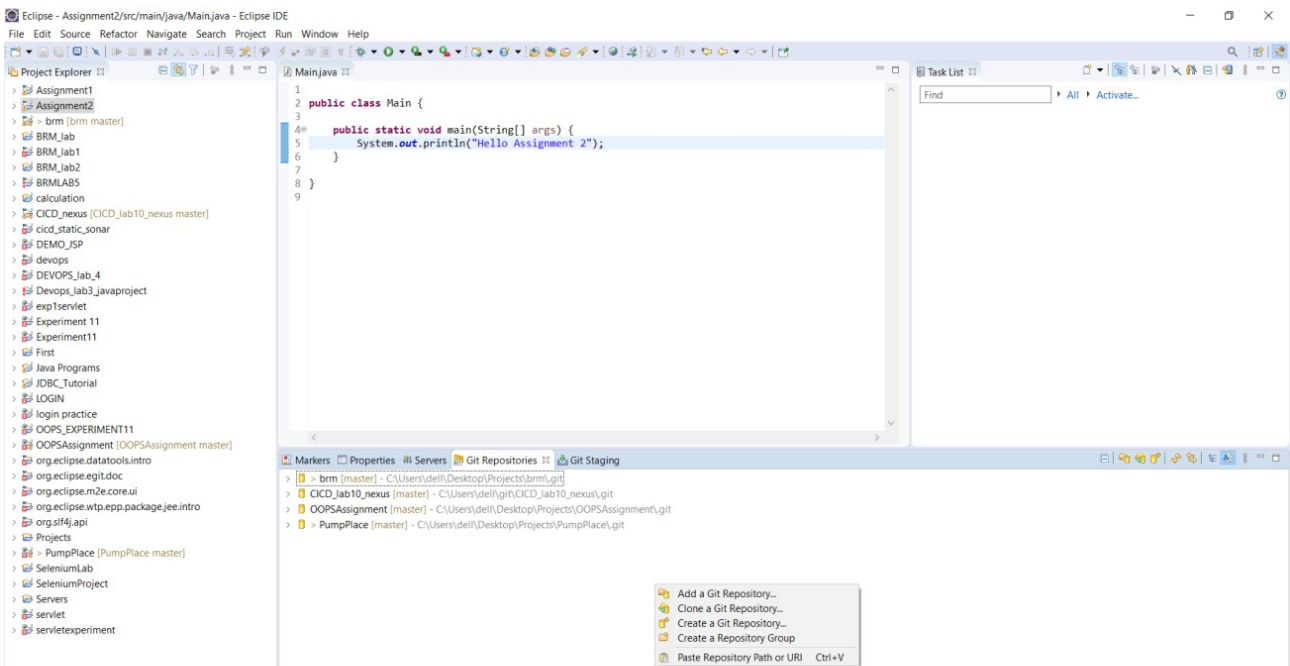 Eclipse - Assignment2/src/main/java/Main.java - Eclipse IDE
File Edit Source Refactor Navigate Search Project Run Window Help
Project Explorer
Assignment1
Assignment2
> brm [brm master]
BRM_lab
BRM_lab1
BRM_lab2
BRMLAB5
calculation
CICD_nexus [CICD_lab10_nexus master]
cicd_static_sonar
DEMO_JSP
devops
DEVOPS_lab_4
Devops_lab3_javaproject
exp1servlet
Experiment 11
Experiment11
First
Java Programs
JDBC_Tutorial
LOGIN
login practice
OOPS_EXPERIMENT11
OOPSAssignment [OOPSAssignment master]
org.eclipse.datatools.intro
org.eclipse.egit.doc
org.eclipse.m2e.core.ui
org.eclipse.wtp.epp.package.jee.intro
org.slf4j.api
Projects
> PumpPlace [PumpPlace master]
SeleniumLab
SeleniumProject
Servers
servlet
servletexperiment
Main.java
1
2 public class Main {
3
4 public static void main(String[] args) {
5 System.out.println("Hello Assignment 2");
6 }
7
8 }
9
Task List
Find All Activate...
Markers Properties Servers Git Repositories Git Staging
> brm [master] - C:\Users\dell\Desktop\Projects\brm\.git
CICD_lab10_nexus [master] - C:\Users\dell\git\CICD_lab10_nexus\.git
OOPSAssignment [master] - C:\Users\dell\Desktop\Projects\OOPSAssignment\.git
> PumpPlace [master] - C:\Users\dell\Desktop\Projects\PumpPlace\.git
Add a Git Repository...
Clone a Git Repository...
Create a Git Repository...
Create a Repository Group
Paste Repository Path or URI Ctrl+V